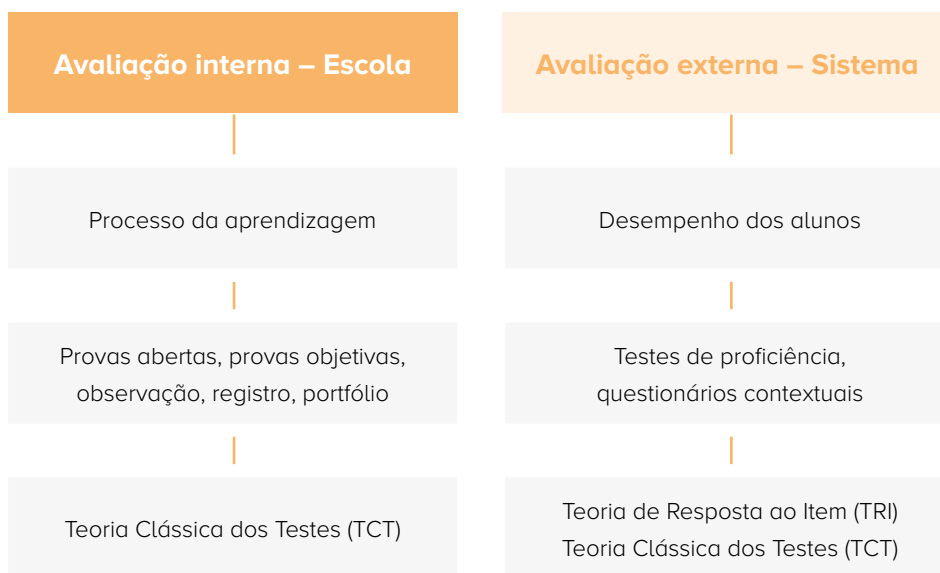 Avaliação interna – Escola
Processo da aprendizagem
Provas abertas, provas objetivas,
observação, registro, portfólio
Teoria Clássica dos Testes (TCT)
Avaliação externa – Sistema
Desempenho dos alunos
Testes de proficiência,
questionários contextuais
Teoria de Resposta ao Item (TRI)
Teoria Clássica dos Testes (TCT)